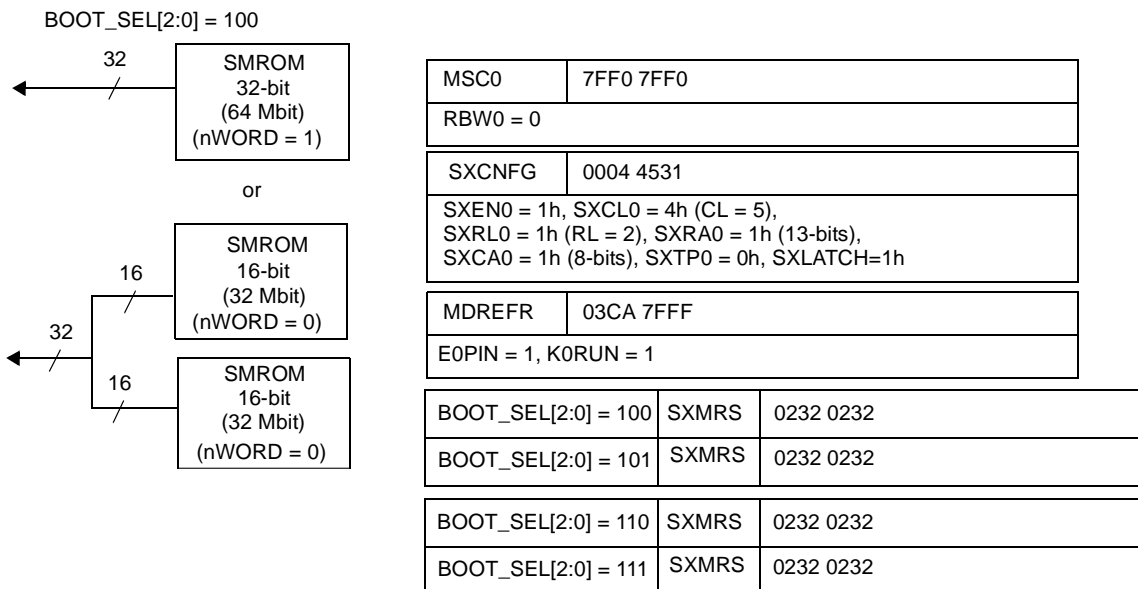 BOOT_SEL[2:0] = 100
32
SMROM
32-bit
(64 Mbit)
(nWORD = 1)
or
16
SMROM
16-bit
(32 Mbit)
(nWORD = 0)
32
16
SMROM
16-bit
(32 Mbit)
(nWORD = 0)
MSC0 7FF0 7FF0
RBW0 = 0
SXCNFG 0004 4531
SXEN0 = 1h, SXCL0 = 4h (CL = 5),
SXRL0 = 1h (RL = 2), SXRA0 = 1h (13-bits),
SXCA0 = 1h (8-bits), SXTP0 = 0h, SXLATCH=1h
MDREFR 03CA 7FFF
E0PIN = 1, K0RUN = 1
BOOT_SEL[2:0] = 100 SXMRS 0232 0232
BOOT_SEL[2:0] = 101 SXMRS 0232 0232
BOOT_SEL[2:0] = 110 SXMRS 0232 0232
BOOT_SEL[2:0] = 111 SXMRS 0232 0232